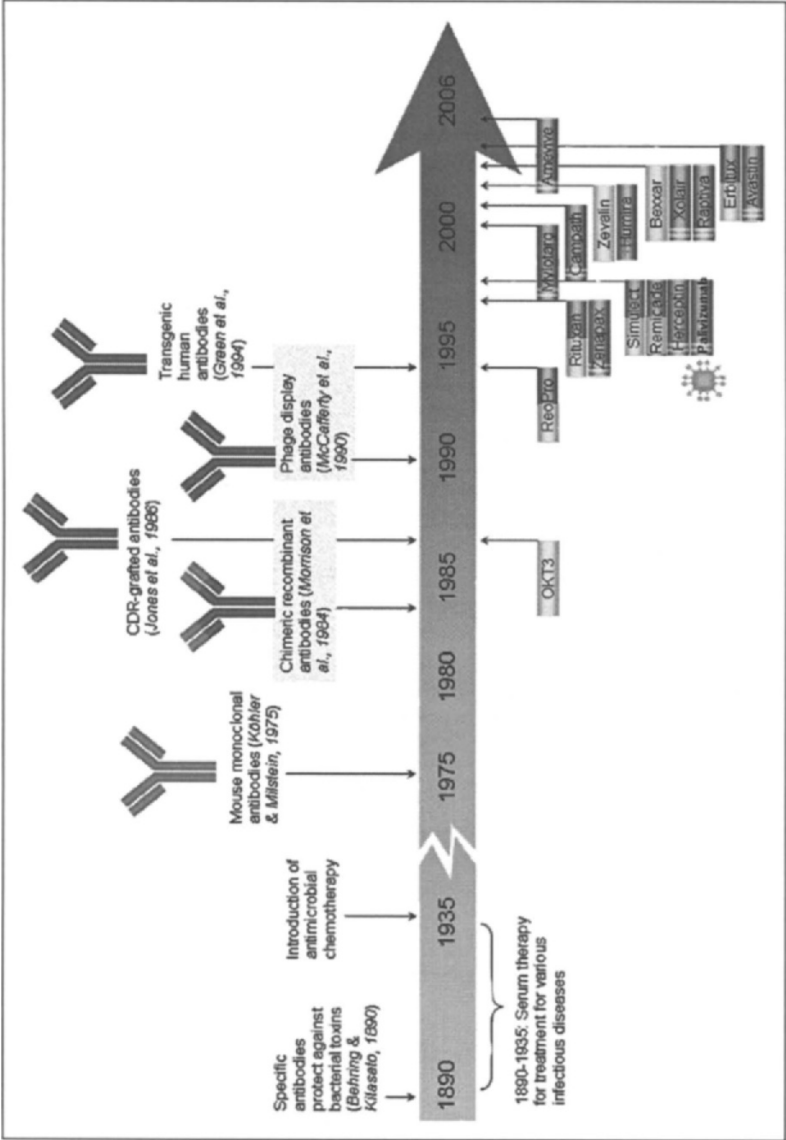 Specific
antibodies
protect against
bacterial toxins
(Behring &
Kitasato, 1890)
Introduction of
antimicrobial
chemotherapy
Mouse monoclonal
antibodies (Köhler
& Milstein, 1975)
CDR-grafted antibodies
(Jones et al., 1986)
Chimeric recombinant
antibodies (Morrison et
al., 1984)
Transgenic
human
antibodies
(Green et al.,
1994)
Phage display
antibodies
(McCafferty et al.,
1990)
1890
1935
1975
1980
1985
1990
1995
2000
2006
1890-1935: Serum therapy
for treatment for various
infectious diseases
OKT3
ReoPro
Rituxan
Zenapax
Simulect
Remicade
Herceptin
Palivizumab
Mylotarg
Campath
Zevalin
Humira
Bexxar
Xolair
Raptiva
Erbitux
Avastin
Amevive